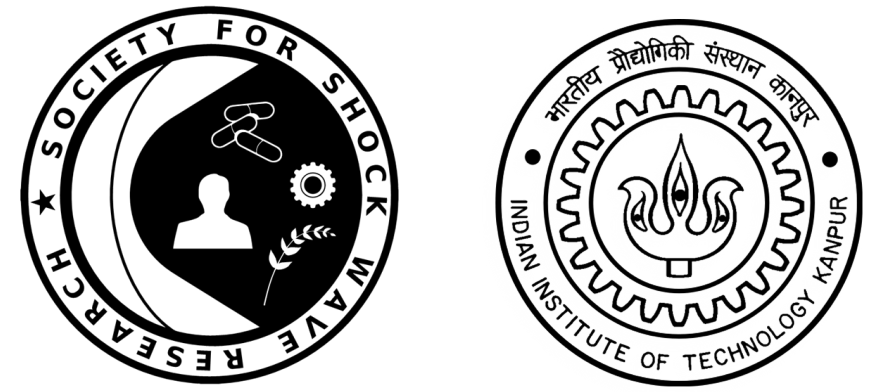 SOCIETY FOR SHOCK WAVE RESEARCH
भारतीय प्रौद्योगिकी संस्थान कानपुर
INDIAN INSTITUTE OF TECHNOLOGY KANPUR